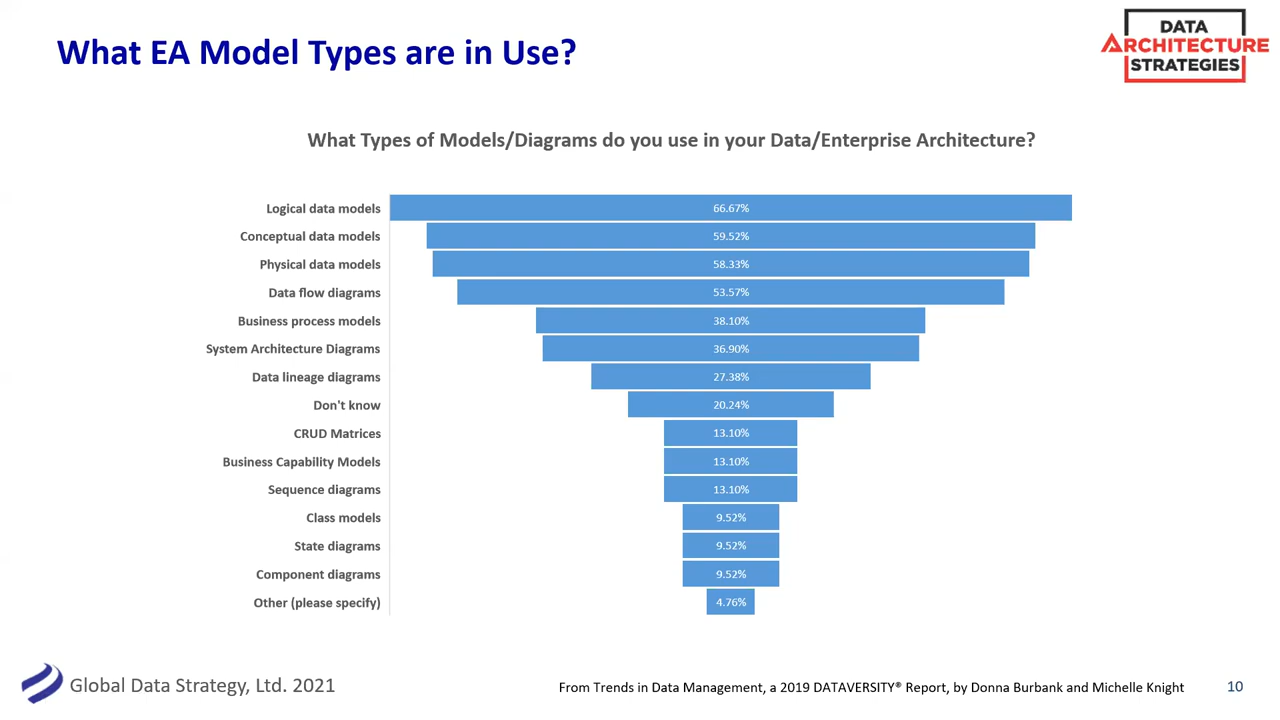 What EA Model Types are in Use?
DATA
ARCHITECTURE
STRATEGIES
What Types of Models/Diagrams do you use in your Data/Enterprise Architecture?
Logical data models 66.67%
Conceptual data models 59.52%
Physical data models 58.33%
Data flow diagrams 53.57%
Business process models 38.10%
System Architecture Diagrams 36.90%
Data lineage diagrams 27.38%
Don't know 20.24%
CRUD Matrices 13.10%
Business Capability Models 13.10%
Sequence diagrams 13.10%
Class models 9.52%
State diagrams 9.52%
Component diagrams 9.52%
Other (please specify) 4.76%
Global Data Strategy, Ltd. 2021
From Trends in Data Management, a 2019 DATAVERSITY® Report, by Donna Burbank and Michelle Knight
10